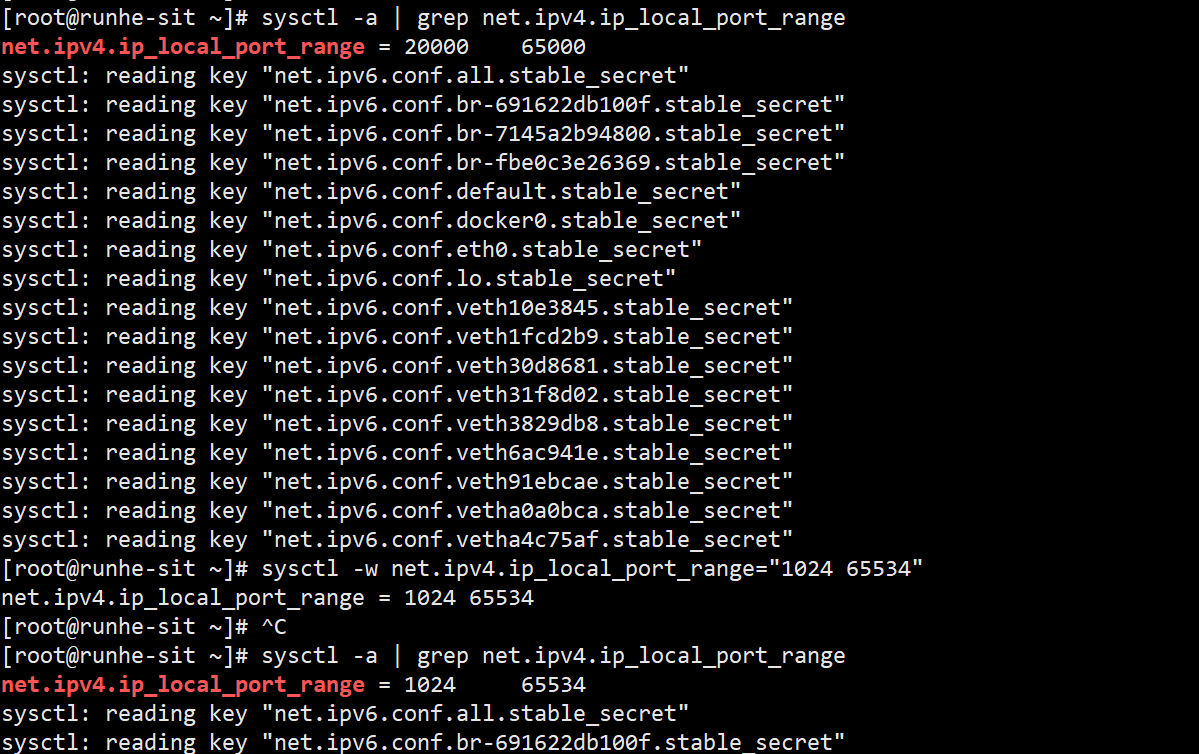 [root@runhe-sit ~]# sysctl -a | grep net.ipv4.ip_local_port_range
net.ipv4.ip_local_port_range = 20000	65000
sysctl: reading key "net.ipv6.conf.all.stable_secret"
sysctl: reading key "net.ipv6.conf.br-691622db100f.stable_secret"
sysctl: reading key "net.ipv6.conf.br-7145a2b94800.stable_secret"
sysctl: reading key "net.ipv6.conf.br-fbe0c3e26369.stable_secret"
sysctl: reading key "net.ipv6.conf.default.stable_secret"
sysctl: reading key "net.ipv6.conf.docker0.stable_secret"
sysctl: reading key "net.ipv6.conf.eth0.stable_secret"
sysctl: reading key "net.ipv6.conf.lo.stable_secret"
sysctl: reading key "net.ipv6.conf.veth10e3845.stable_secret"
sysctl: reading key "net.ipv6.conf.veth1fcd2b9.stable_secret"
sysctl: reading key "net.ipv6.conf.veth30d8681.stable_secret"
sysctl: reading key "net.ipv6.conf.veth31f8d02.stable_secret"
sysctl: reading key "net.ipv6.conf.veth3829db8.stable_secret"
sysctl: reading key "net.ipv6.conf.veth6ac941e.stable_secret"
sysctl: reading key "net.ipv6.conf.veth91ebcae.stable_secret"
sysctl: reading key "net.ipv6.conf.vetha0a0bca.stable_secret"
sysctl: reading key "net.ipv6.conf.vetha4c75af.stable_secret"
[root@runhe-sit ~]# sysctl -w net.ipv4.ip_local_port_range="1024 65534"
net.ipv4.ip_local_port_range = 1024 65534
[root@runhe-sit ~]# ^C
[root@runhe-sit ~]# sysctl -a | grep net.ipv4.ip_local_port_range
net.ipv4.ip_local_port_range = 1024	65534
sysctl: reading key "net.ipv6.conf.all.stable_secret"
sysctl: reading key "net.ipv6.conf.br-691622db100f.stable_secret"